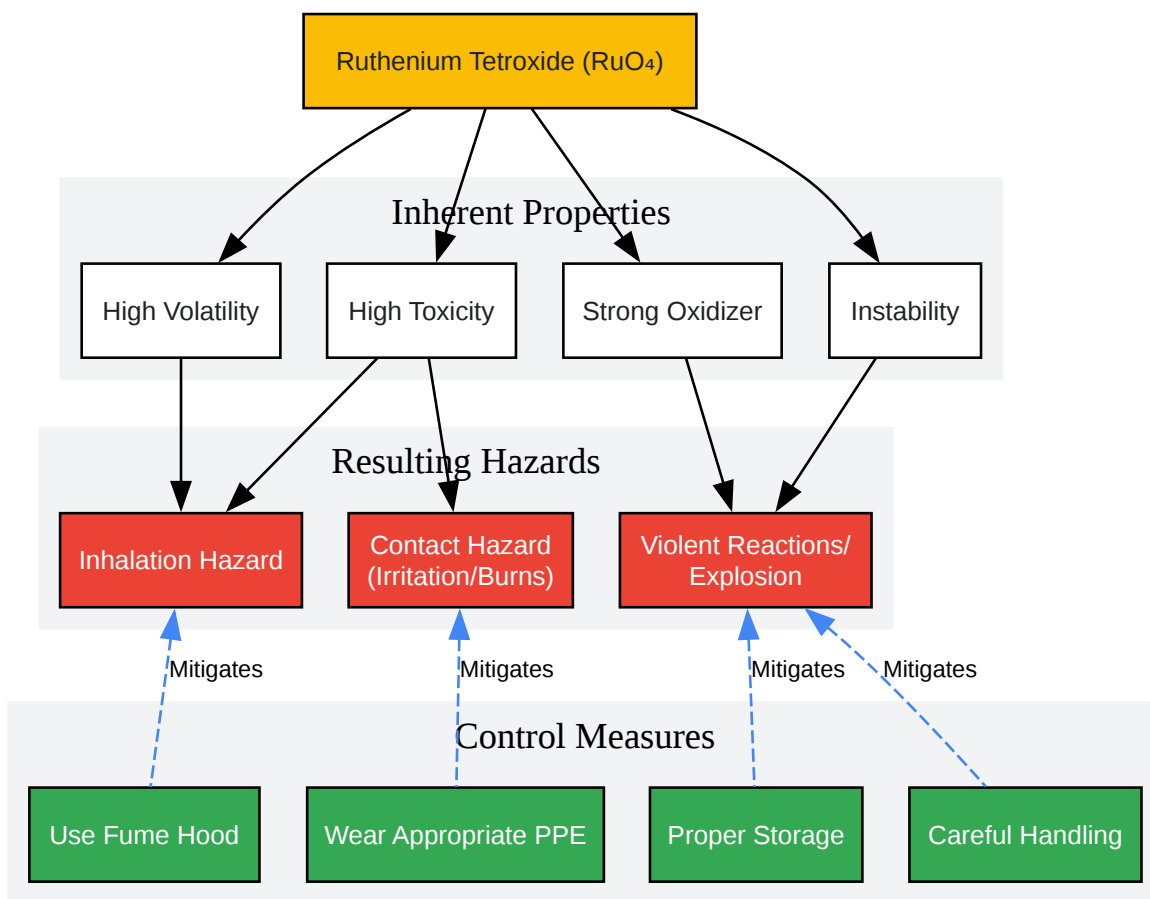 Ruthenium Tetroxide (RuO₄)
Inherent Properties
High Volatility
High Toxicity
Strong Oxidizer
Instability
Resulting Hazards
Inhalation Hazard
Contact Hazard
(Irritation/Burns)
Violent Reactions/
Explosion
Mitigates
Mitigates
Mitigates
Mitigates
Control Measures
Use Fume Hood
Wear Appropriate PPE
Proper Storage
Careful Handling